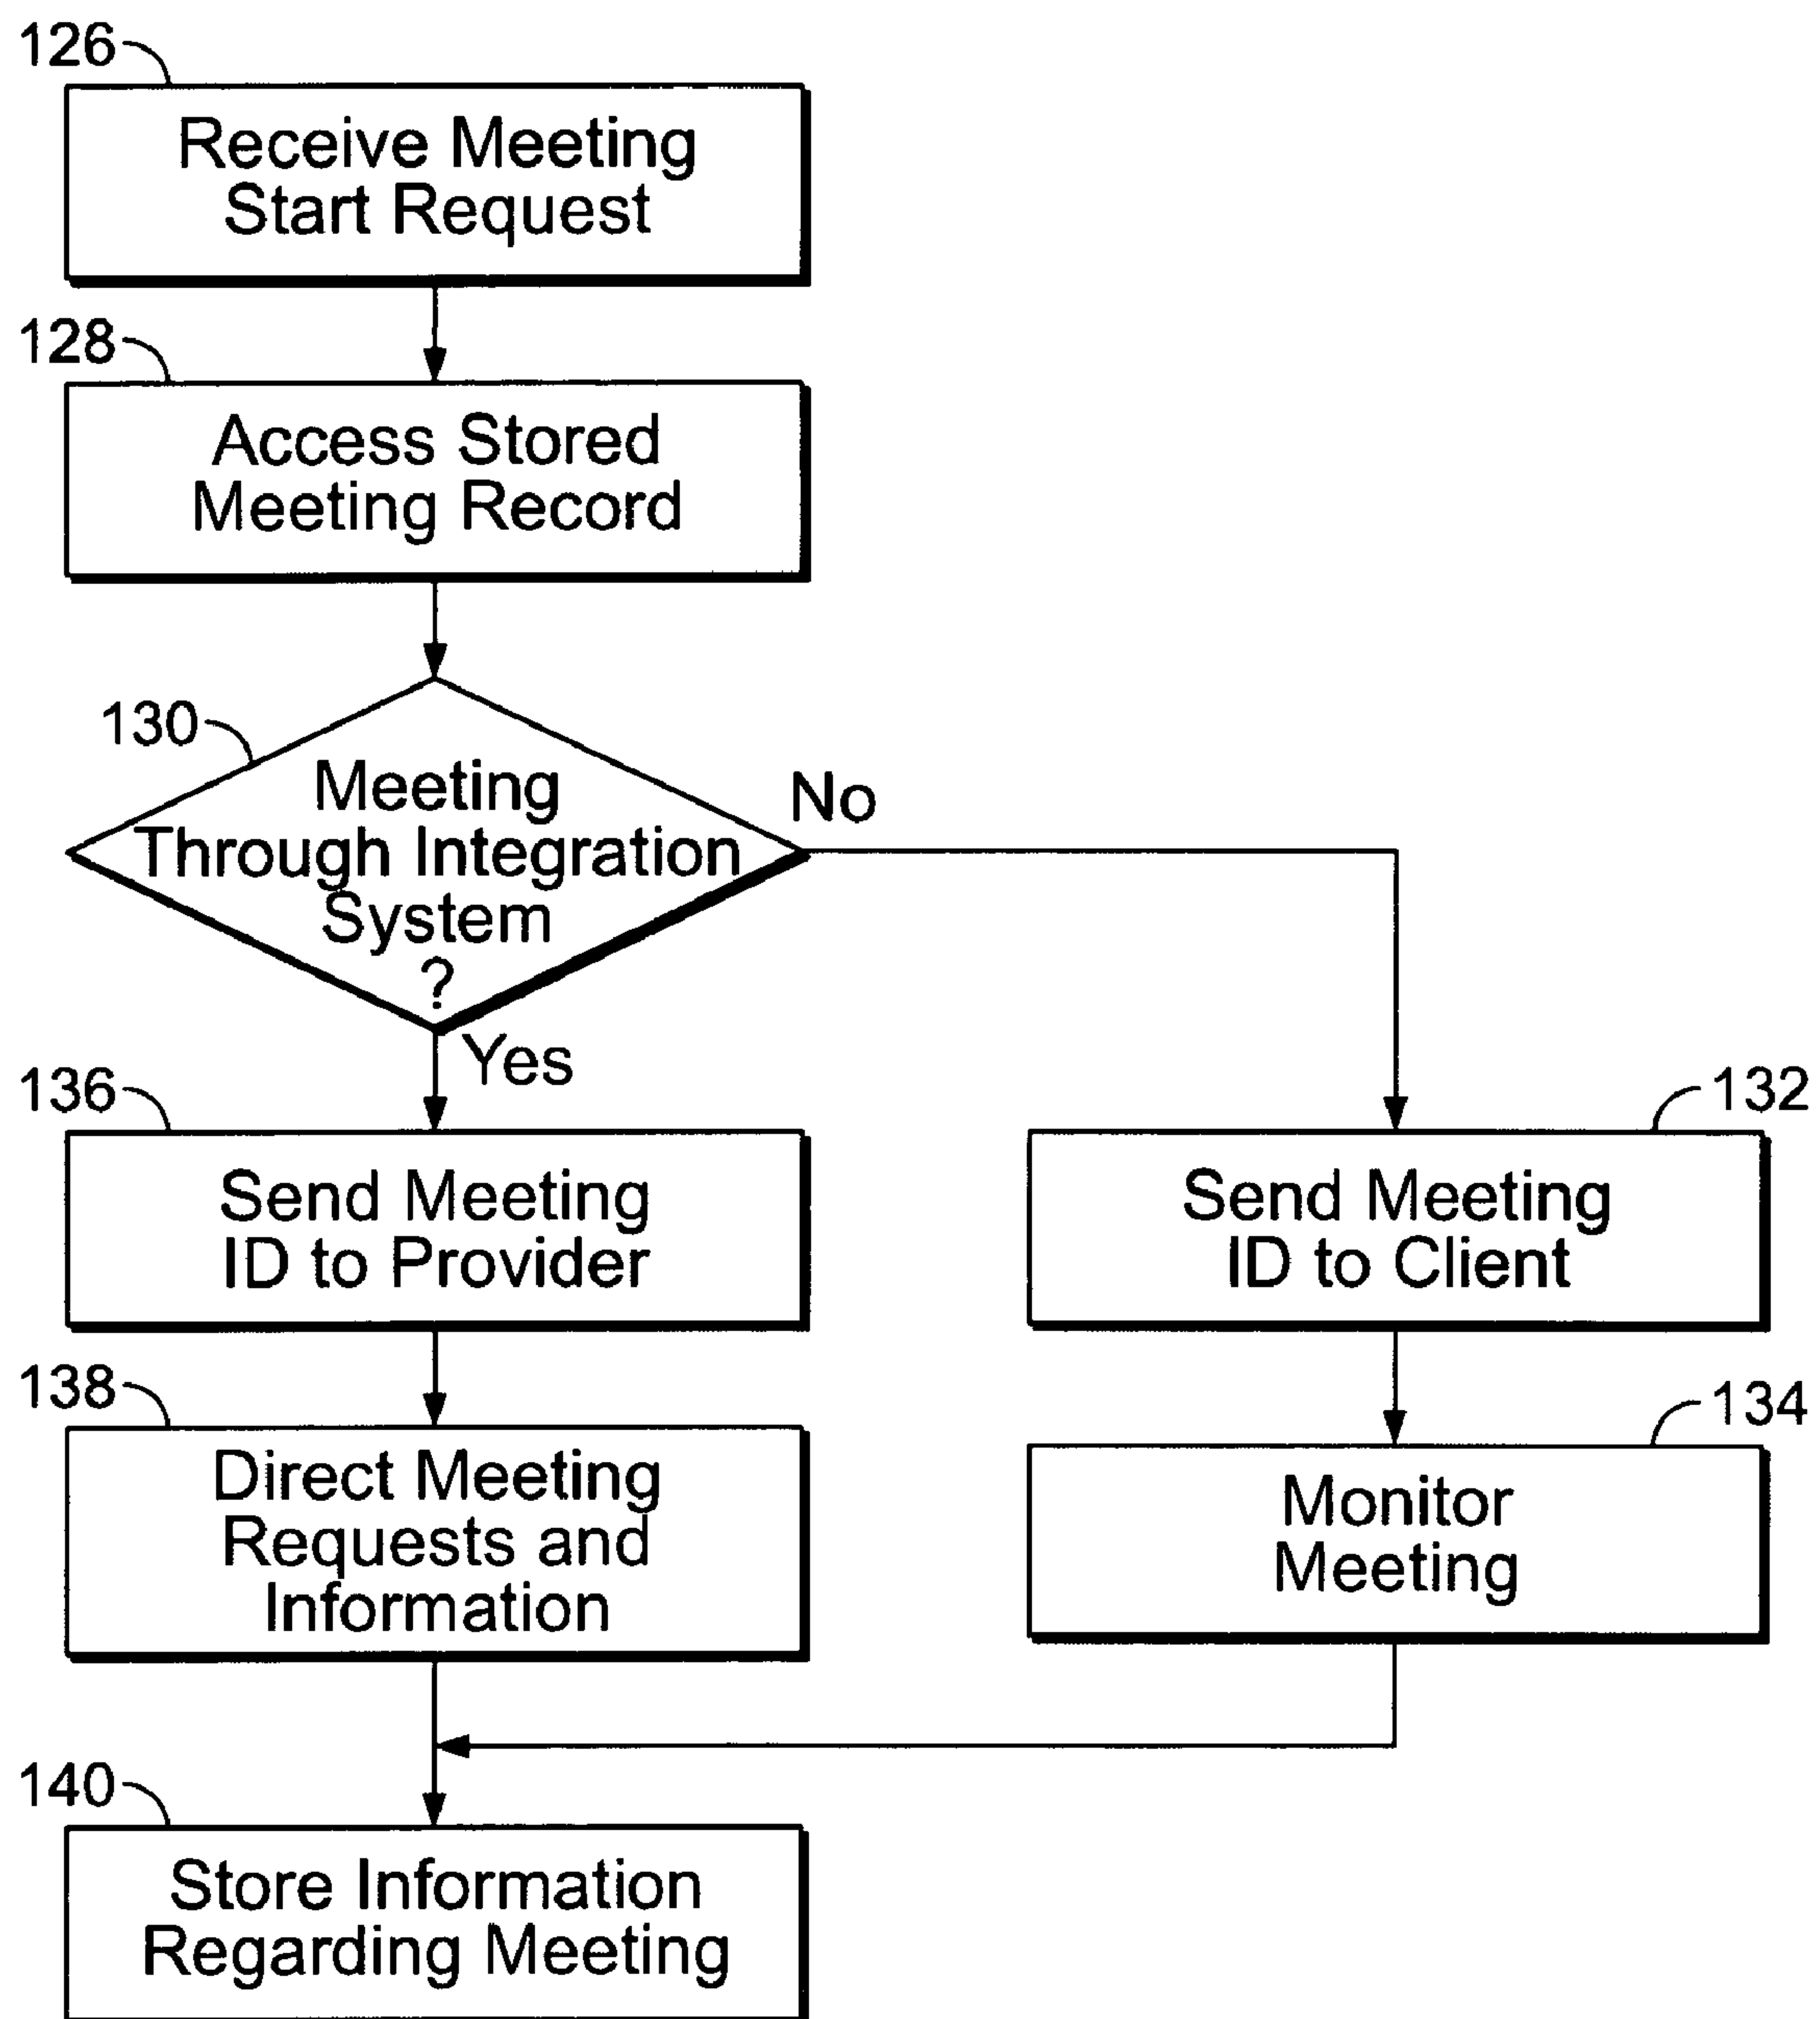 126
Receive Meeting
Start Request
128
Access Stored
Meeting Record
130
Meeting
Through Integration
System
?
No
Yes
136
Send Meeting
ID to Provider
132
Send Meeting
ID to Client
138
Direct Meeting
Requests and
Information
134
Monitor
Meeting
140
Store Information
Regarding Meeting